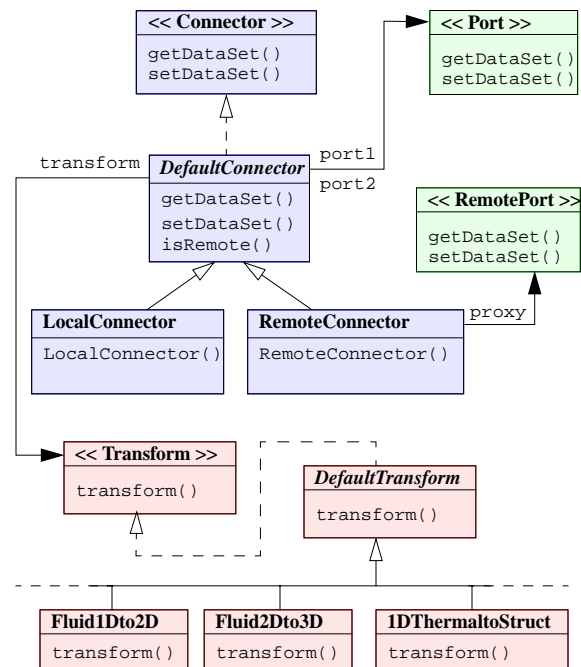 << Connector >>
getDataSet()
setDataSet()
<< Port >>
getDataSet()
setDataSet()
transform
port1
port2
DefaultConnector
getDataSet()
setDataSet()
isRemote()
<< RemotePort >>
getDataSet()
setDataSet()
LocalConnector
LocalConnector()
RemoteConnector
RemoteConnector()
proxy
<< Transform >>
transform()
DefaultTransform
transform()
Fluid1Dto2D
transform()
Fluid2Dto3D
transform()
1DThermaltoStruct
transform()